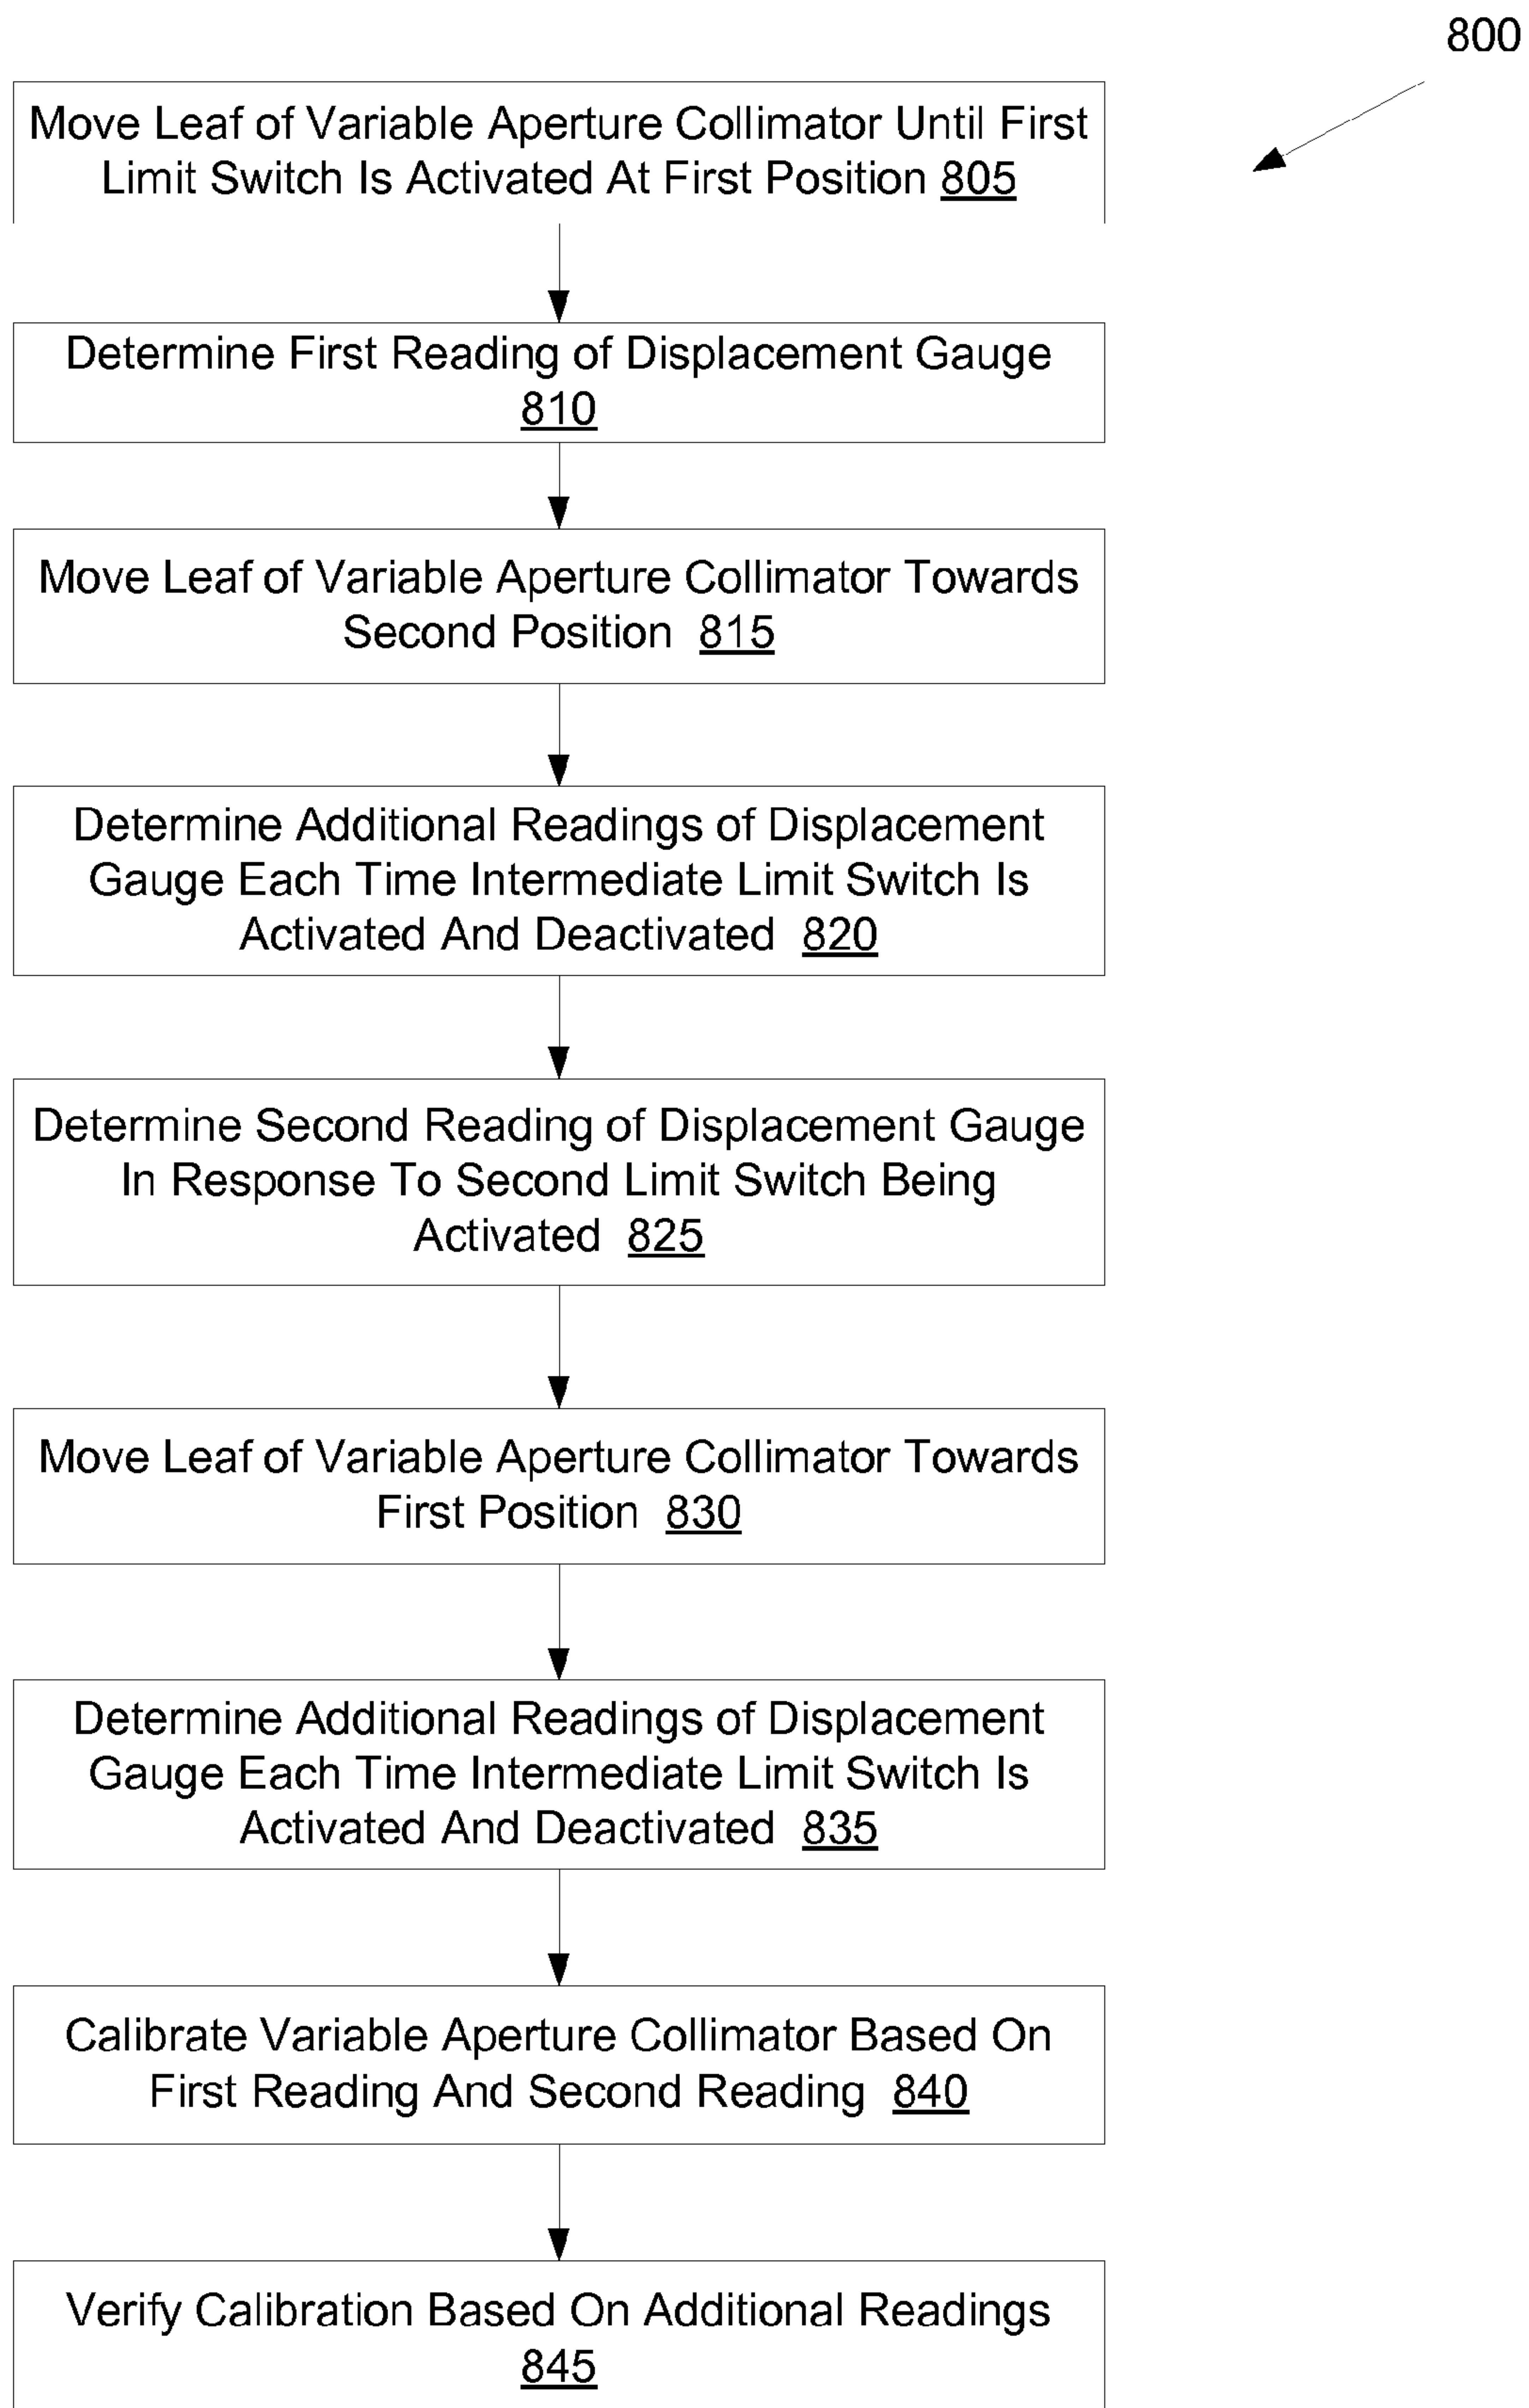 800
Move Leaf of Variable Aperture Collimator Until First
Limit Switch Is Activated At First Position 805
Determine First Reading of Displacement Gauge
810
Move Leaf of Variable Aperture Collimator Towards
Second Position 815
Determine Additional Readings of Displacement
Gauge Each Time Intermediate Limit Switch Is
Activated And Deactivated 820
Determine Second Reading of Displacement Gauge
In Response To Second Limit Switch Being
Activated 825
Move Leaf of Variable Aperture Collimator Towards
First Position 830
Determine Additional Readings of Displacement
Gauge Each Time Intermediate Limit Switch Is
Activated And Deactivated 835
Calibrate Variable Aperture Collimator Based On
First Reading And Second Reading 840
Verify Calibration Based On Additional Readings
845